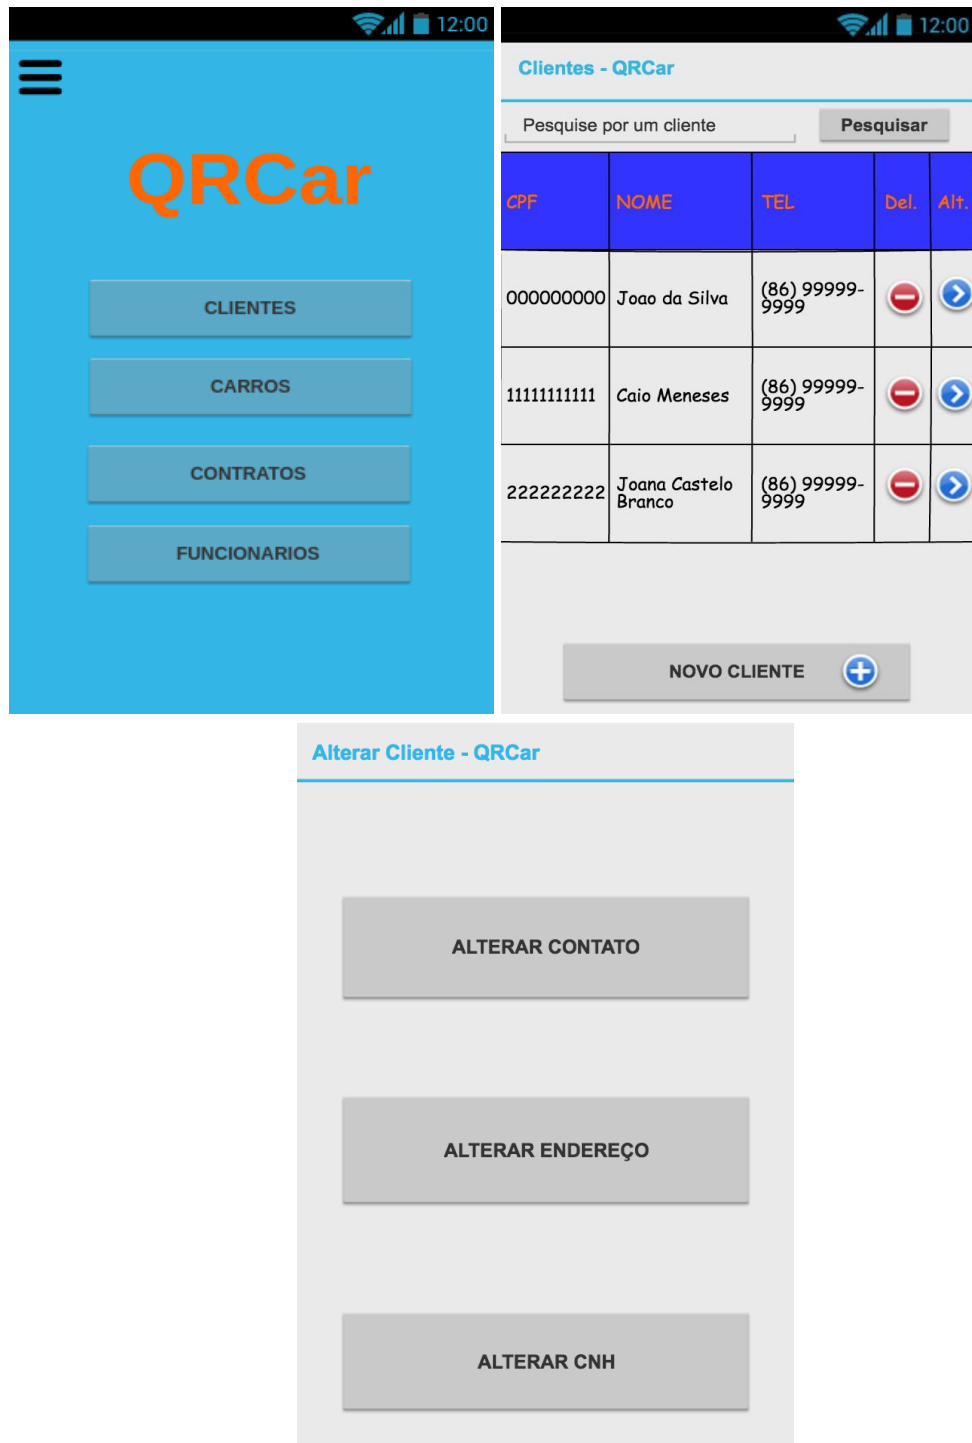 12:00
QRCar
CLIENTES
CARROS
CONTRATOS
FUNCIONARIOS
12:00
Clientes - QRCar
Pesquise por um cliente Pesquisar
CPF NOME TEL Del. Alt.
000000000 Joao da Silva (86) 99999-
9999
11111111111 Caio Meneses (86) 99999-
9999
222222222 Joana Castelo (86) 99999-
Branco 9999
NOVO CLIENTE
Alterar Cliente - QRCar
ALTERAR CONTATO
ALTERAR ENDEREÇO
ALTERAR CNH